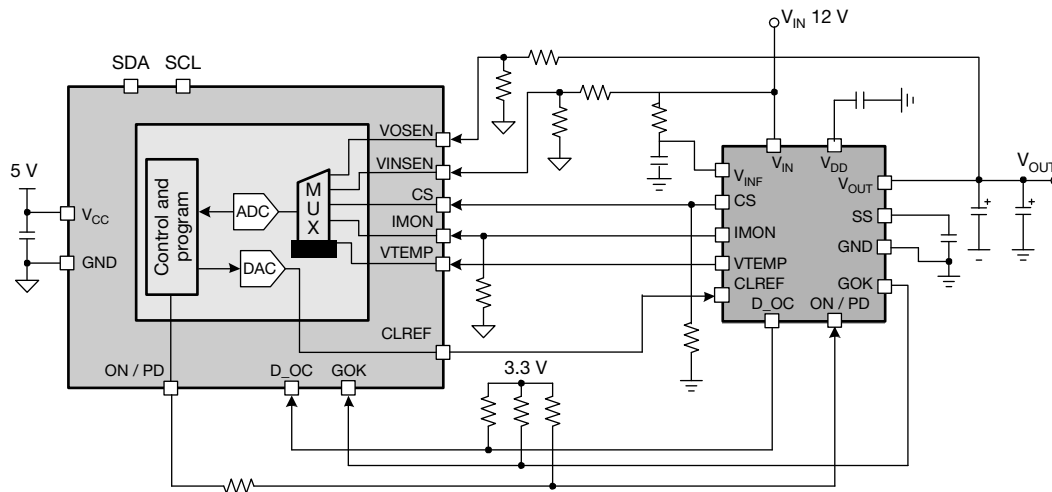 V_IN 12 V
SDA SCL
5 V
V_CC
GND
Control and
program
ADC
DAC
MUX
VOSEN
VINSEN
CS
IMON
VTEMP
CLREF
ON / PD
D_OC
GOK
3.3 V
V_IN
V_DD
V_INF
CS
IMON
VTEMP
CLREF
D_OC
ON / PD
V_OUT
SS
GND
GOK
V_OUT
+
+